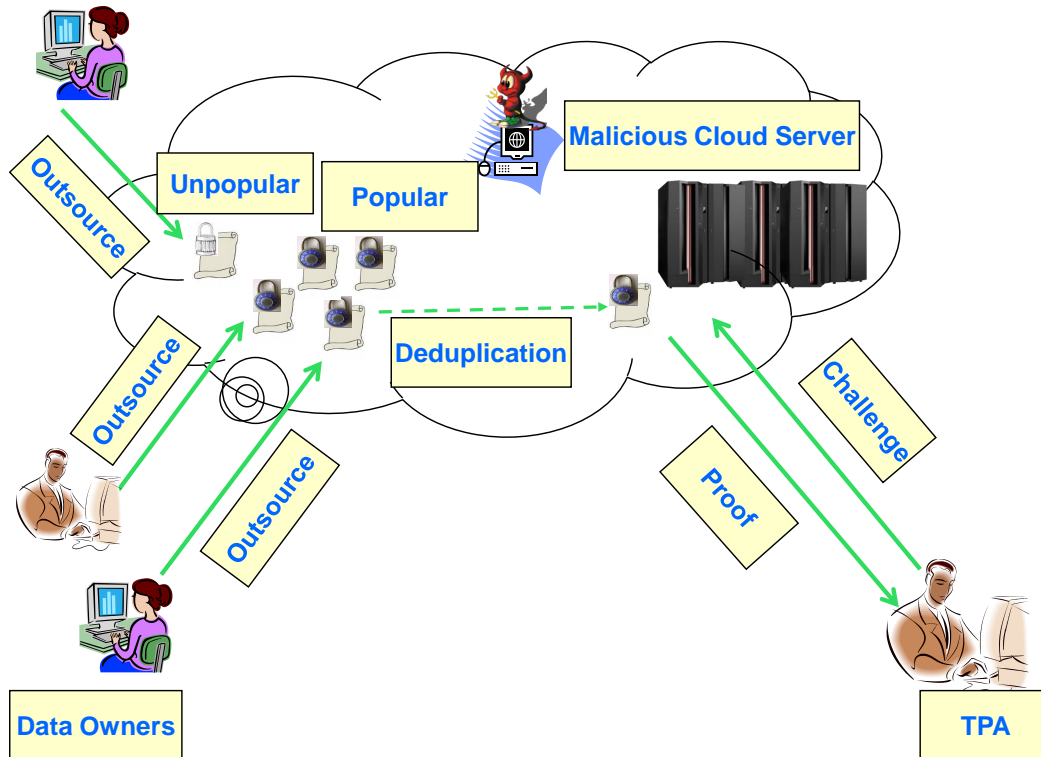 Malicious Cloud Server
Unpopular
Popular
Outsource
Deduplication
Outsource
Outsource
Challenge
Proof
Data Owners
TPA